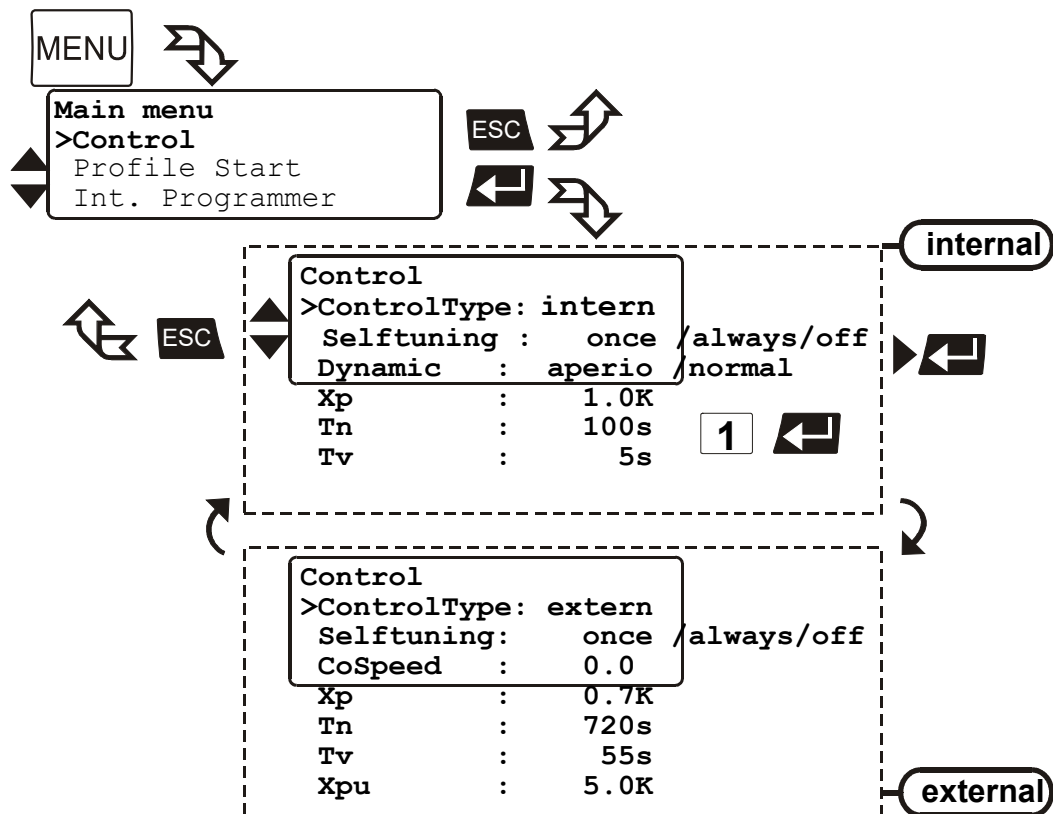 MENU
Main menu
>Control
Profile Start
Int. Programmer
ESC
internal
Control
>ControlType: intern
Selftuning : once /always/off
Dynamic : aperio /normal
Xp : 1.0K
Tn : 100s
Tv : 5s
ESC
1
Control
>ControlType: extern
Selftuning: once /always/off
CoSpeed : 0.0
Xp : 0.7K
Tn : 720s
Tv : 55s
Xpu : 5.0K
external